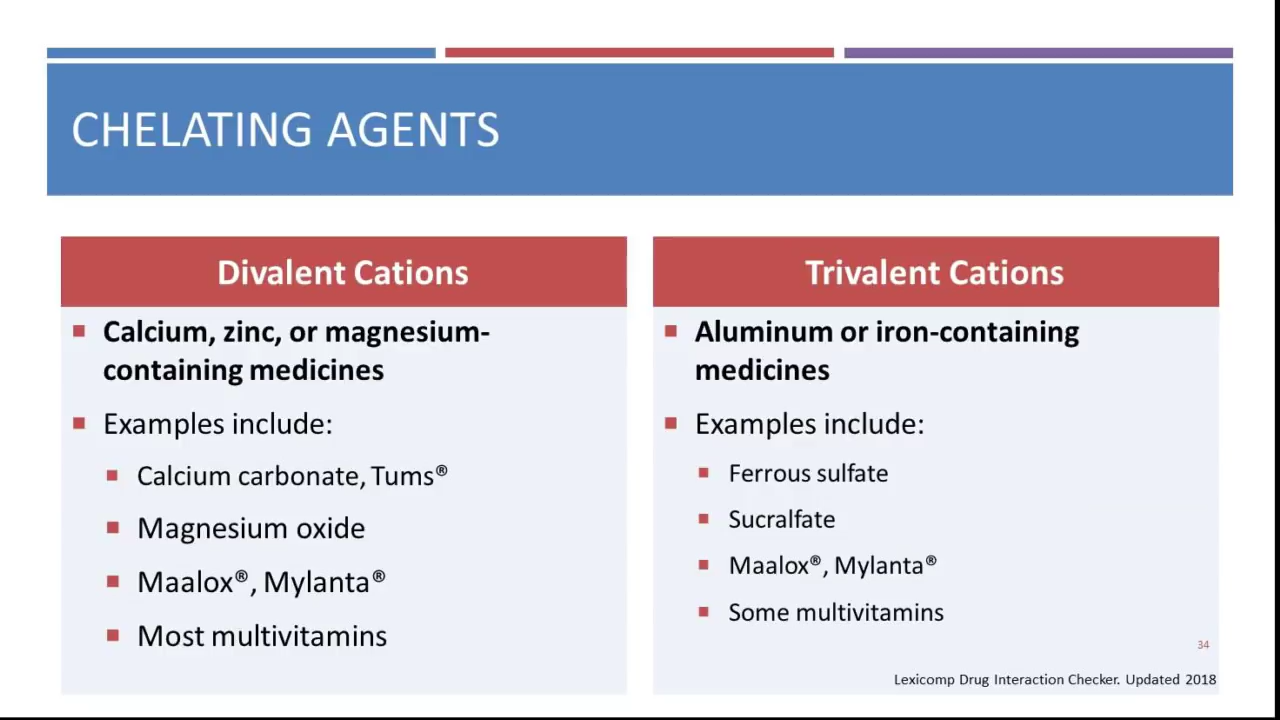 CHELATING AGENTS
Divalent Cations
Calcium, zinc, or magnesium-
containing medicines
Examples include:
Calcium carbonate, Tums®
Magnesium oxide
Maalox®, Mylanta®
Most multivitamins
Trivalent Cations
Aluminum or iron-containing
medicines
Examples include:
Ferrous sulfate
Sucralfate
Maalox®, Mylanta®
Some multivitamins
34
Lexicomp Drug Interaction Checker. Updated 2018